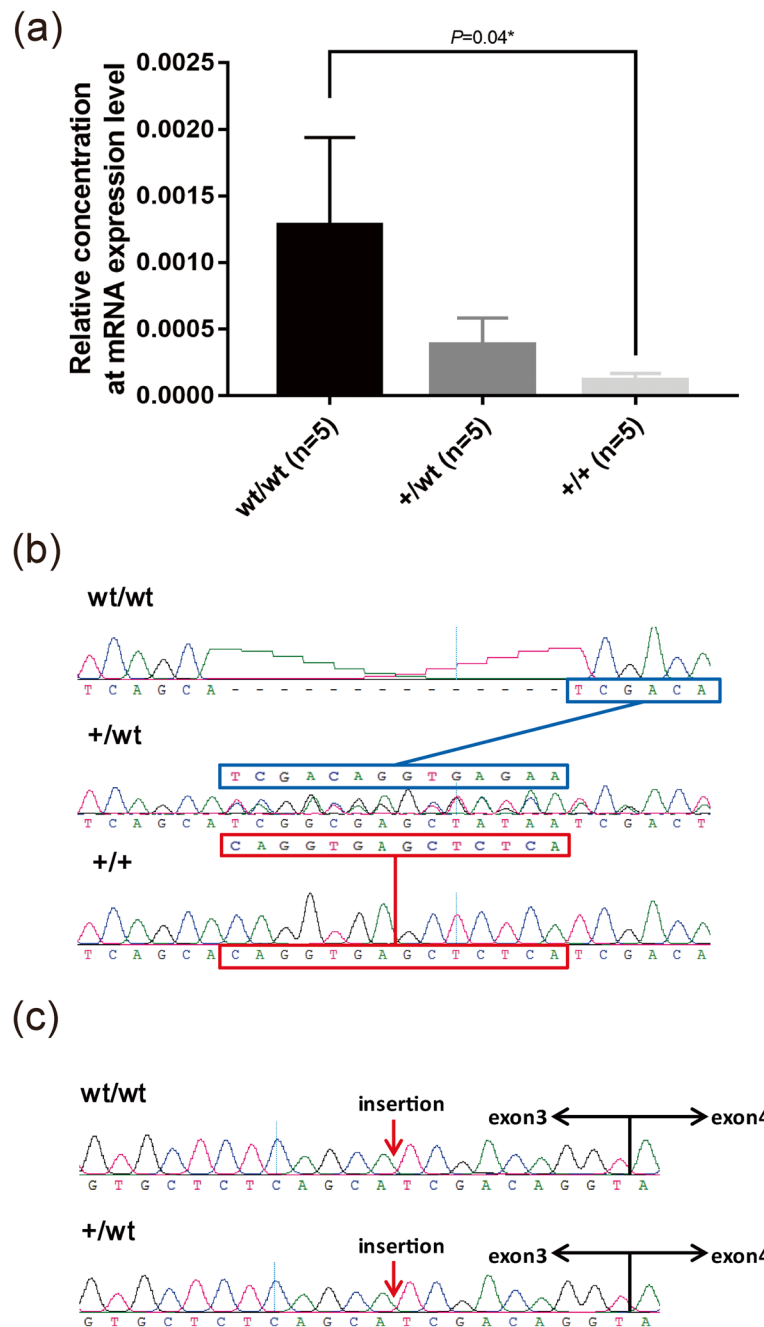 (a)
P=0.04*
Relative concentration
at mRNA expression level
0.0025
0.0020
0.0015
0.0010
0.0005
0.0000
wt/wt (n=5)
+/wt (n=5)
+/+ (n=5)
(b)
wt/wt
T C A G C A - - - - - - - - - - - - - - T C G A C A
+/wt
T C G A C A G G T G A G A A
T C A G C A T C G G C G A G C T A T A A T C G A C T
C A G G T G A G C T C T C A
+/+
T C A G C A C A G G T G A G C T C T C A T C G A C A
(c)
wt/wt
insertion
exon3
exon4
G T G C T C T C A G C A T C G A C A G G T A
+/wt
insertion
exon3
exon4
G T G C T C T C A G C A T C G A C A G G T A